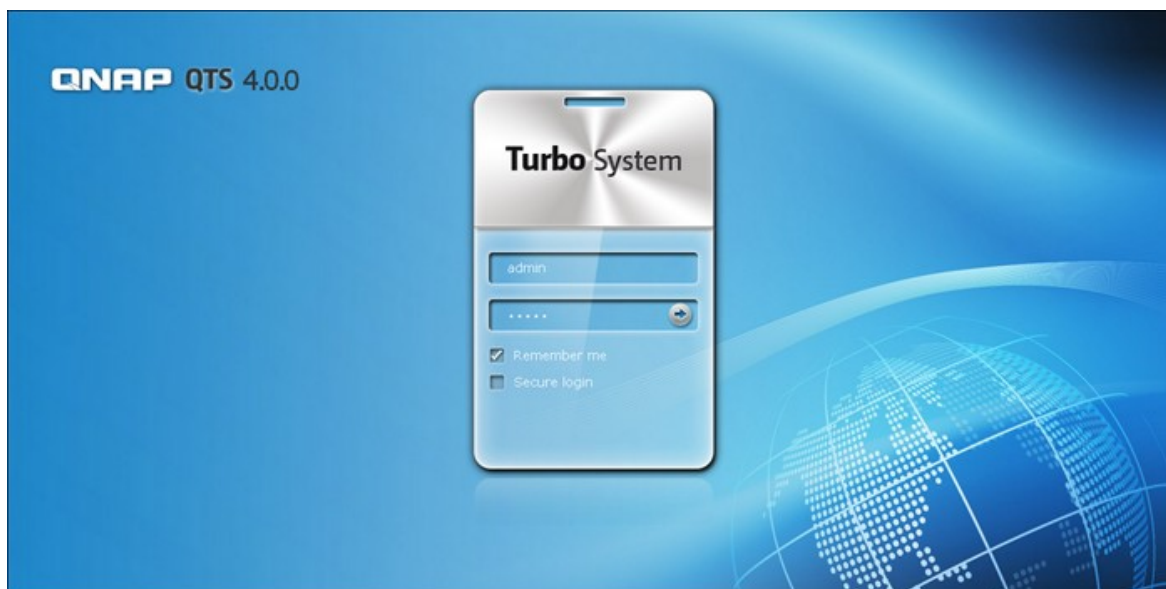 QNAP QTS 4.0.0
Turbo System
admin
•••••
Remember me
Secure login